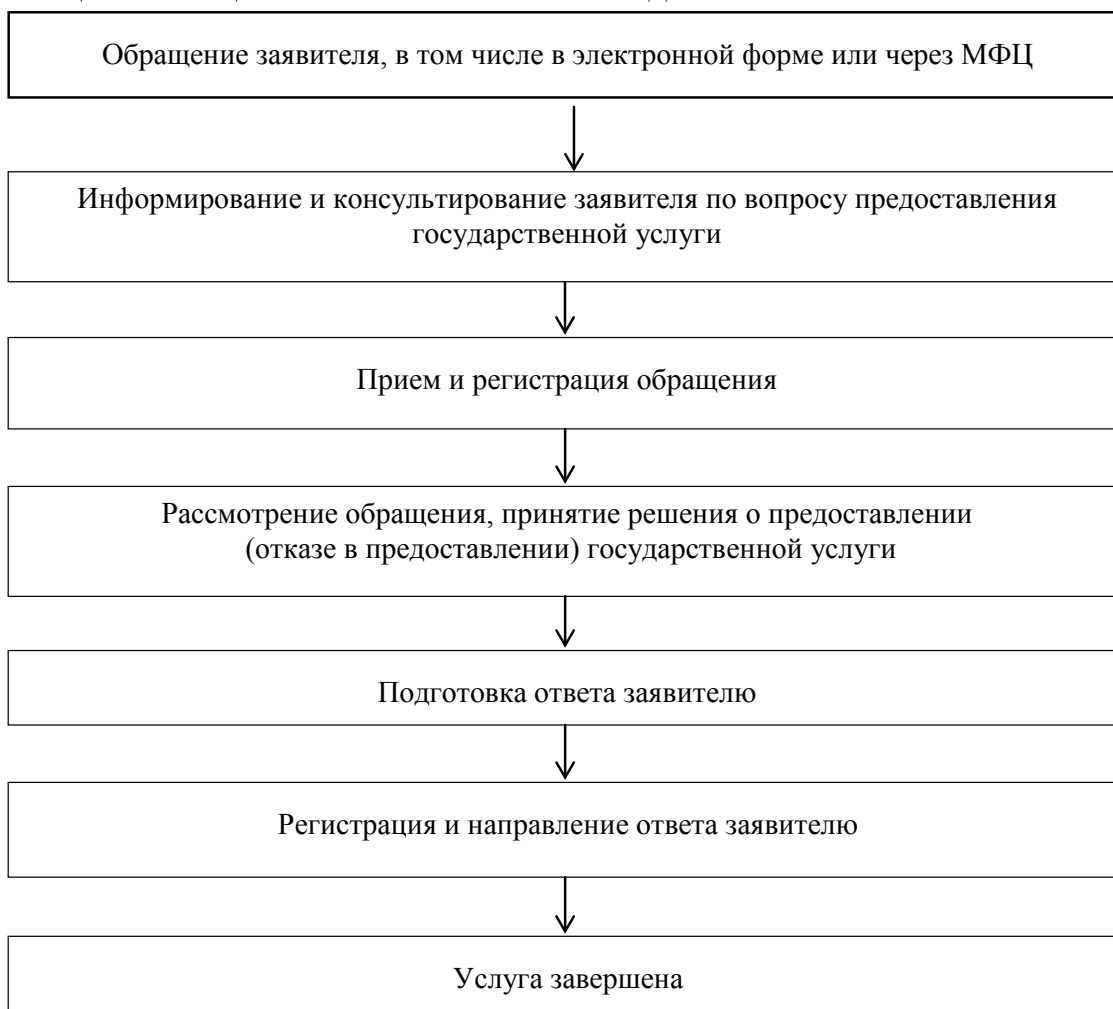 Обращение заявителя, в том числе в электронной форме или через МФЦ
Информирование и консультирование заявителя по вопросу предоставления
государственной услуги
Прием и регистрация обращения
Рассмотрение обращения, принятие решения о предоставлении
(отказе в предоставлении) государственной услуги
Подготовка ответа заявителю
Регистрация и направление ответа заявителю
Услуга завершена